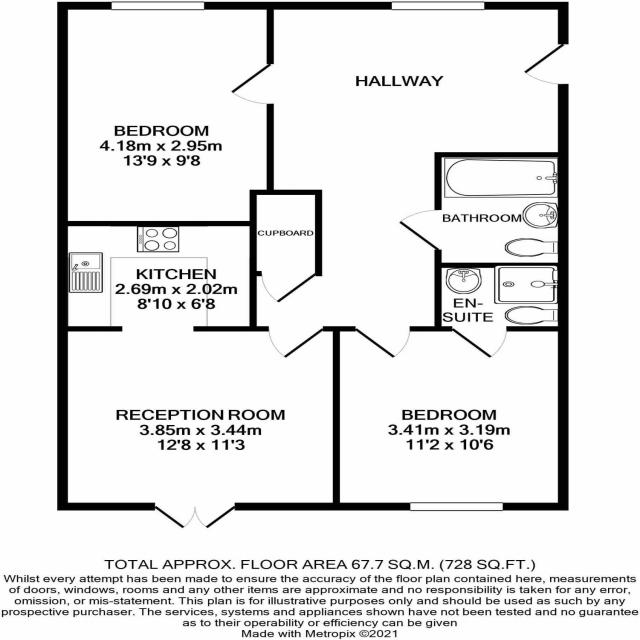 HALLWAY
BEDROOM
4.18m x 2.95m
13'9 x 9'8
BATHROOM
CUPBOARD
KITCHEN
2.69m x 2.02m
8'10 x 6'8
EN-
SUITE
RECEPTION ROOM
3.85m x 3.44m
12'8 x 11'3
BEDROOM
3.41m x 3.19m
11'2 x 10'6
TOTAL APPROX. FLOOR AREA 67.7 SQ.M. (728 SQ.FT.)
Whilst every attempt has been made to ensure the accuracy of the floor plan contained here, measurements
of doors, windows, rooms and any other items are approximate and no responsibility is taken for any error,
omission, or mis-statement. This plan is for illustrative purposes only and should be used as such by any
prospective purchaser. The services, systems and appliances shown have not been tested and no guarantee
as to their operability or efficiency can be given
Made with Metropix ©2021